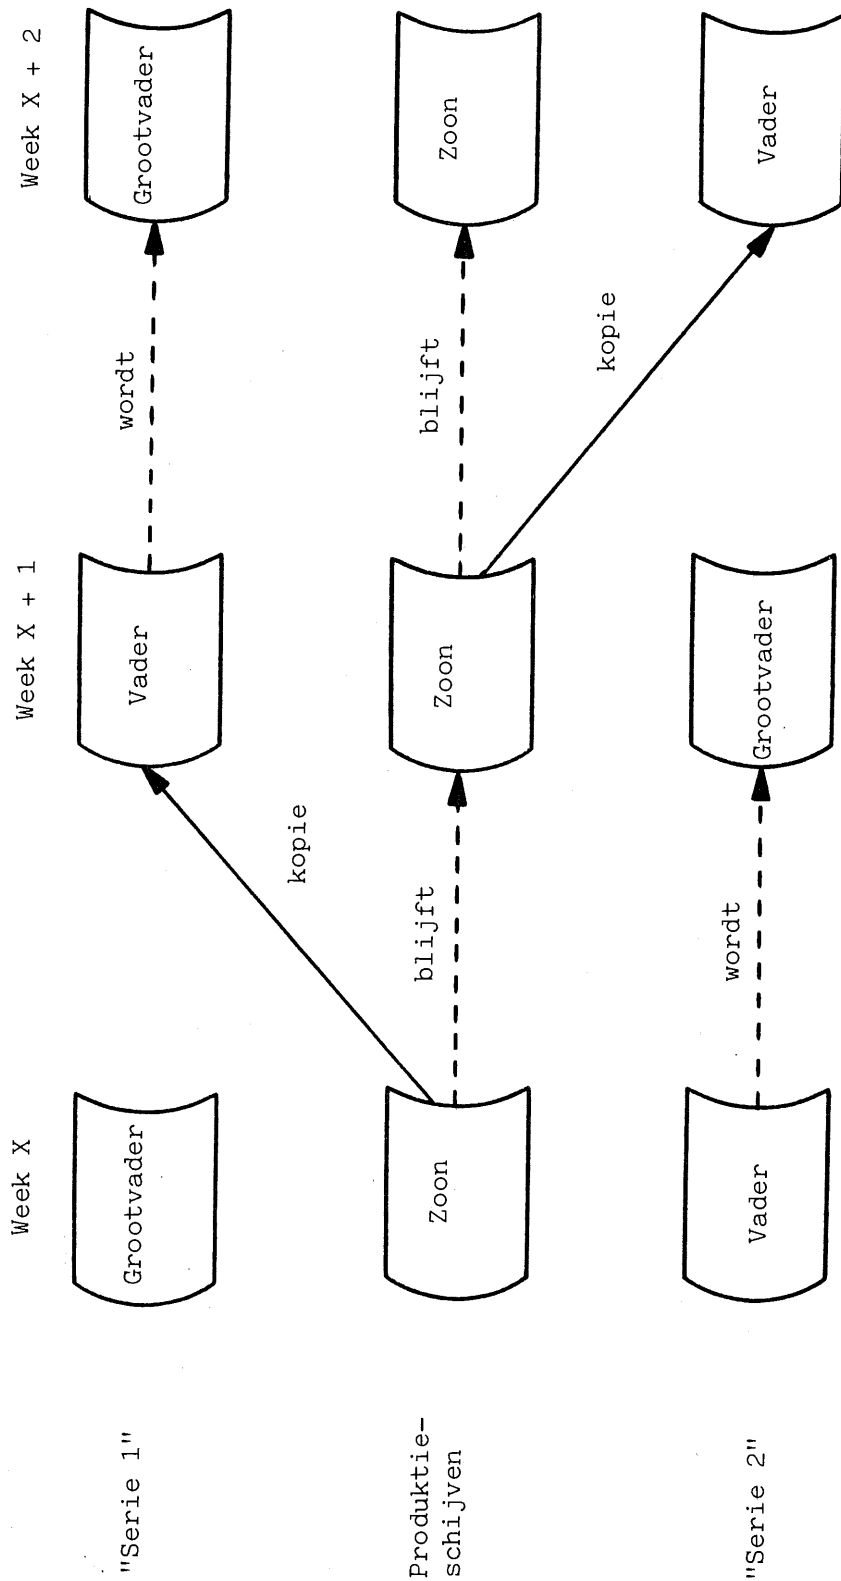 Week X
Week X + 1
Week X + 2
"Serie 1"
Grootvader
Vader
wordt
Grootvader
kopie
Produktie-
schijven
Zoon
blijft
Zoon
blijft
Zoon
kopie
"Serie 2"
Vader
wordt
Grootvader
Vader